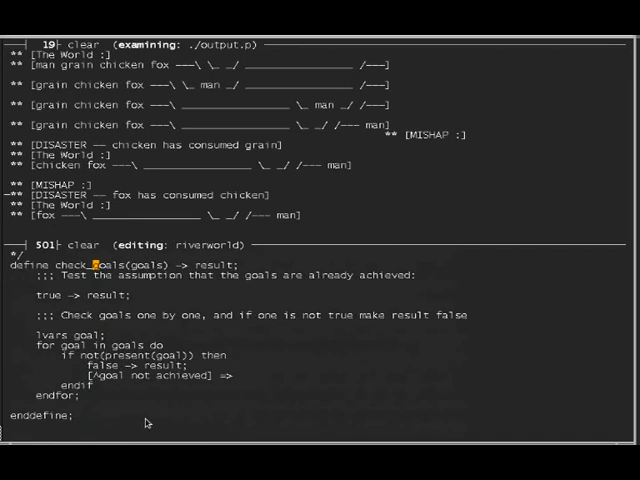 19 clear (examining: ./output.p)
** [The World :]
** [man grain chicken fox ---\ \_ _/ _________________ /---]
** [grain chicken fox ---\ \_ man _/ _________________ /---]
** [grain chicken fox ---\ _________________ \_ man _/ /---]
** [grain chicken fox ---\ _________________ \_ _/ /--- man]
** [MISHAP :]
** [DISASTER -- chicken has consumed grain]
** [The World :]
** [chicken fox ---\ _________________ \_ _/ /--- man]
** [MISHAP :]
** [DISASTER -- fox has consumed chicken]
** [The World :]
** [fox ---\ _________________ \_ _/ /--- man]
501 clear (editing: riverworld)
*/
define check_goals(goals) -> result;
;;; Test the assumption that the goals are already achieved:
true -> result;
;;; Check goals one by one, and if one is not true make result false
lvars goal;
for goal in goals do
if not(present(goal)) then
false -> result;
[^goal not achieved] =>
endif
endfor;
enddefine;